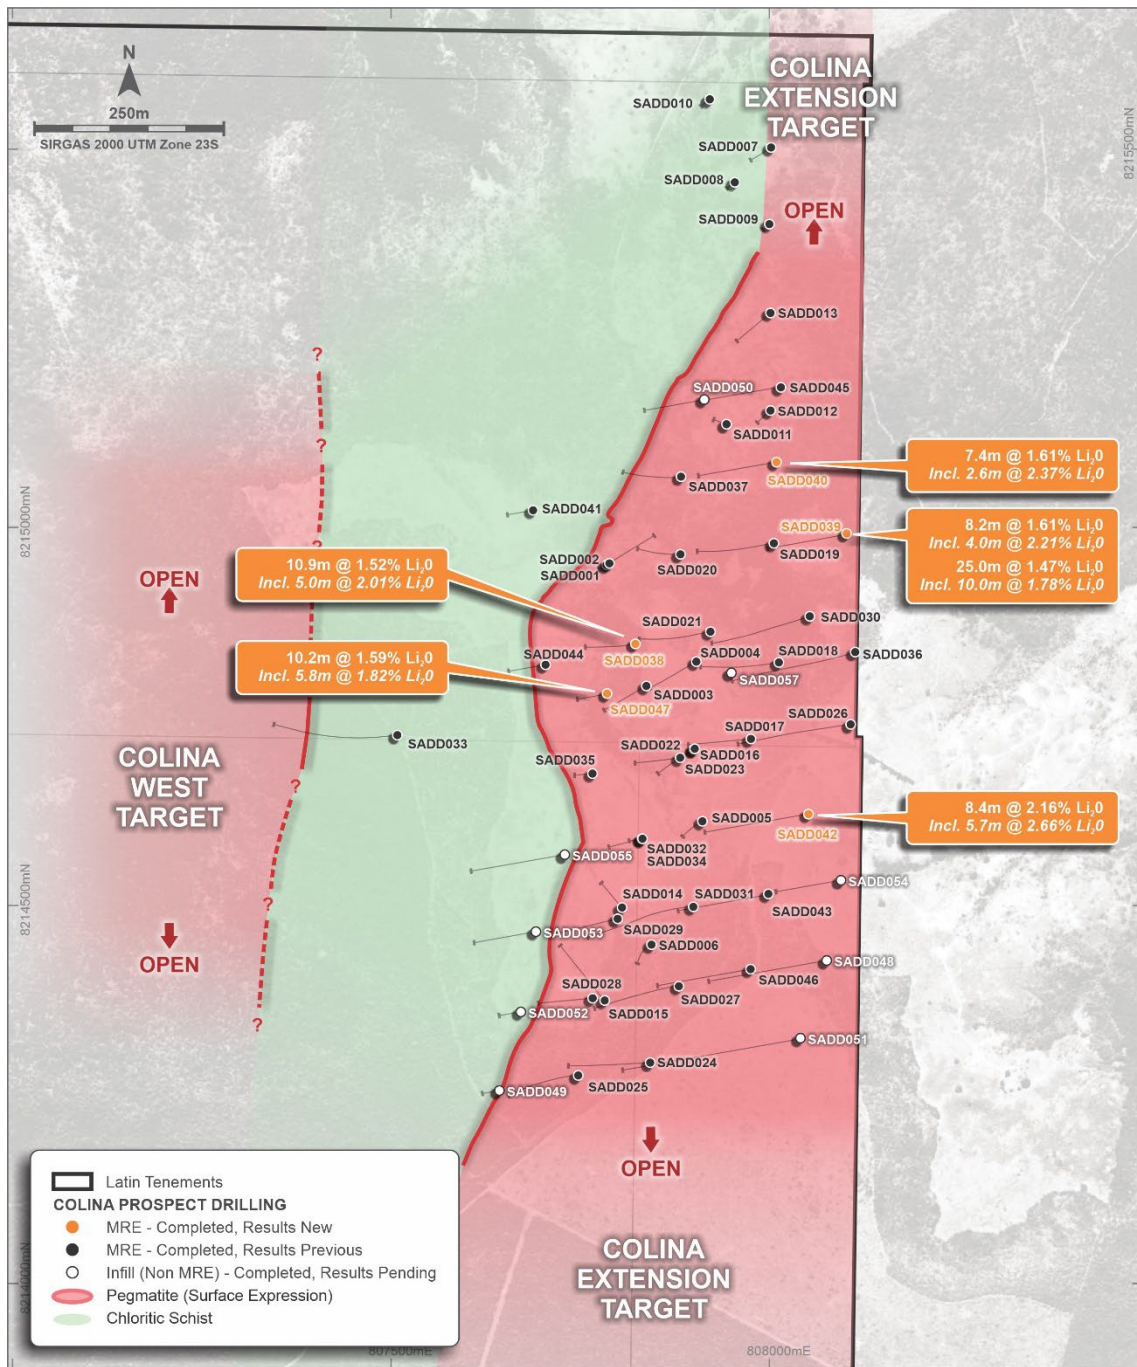 N
250m
SIRGAS 2000 UTM Zone 23S
COLINA
EXTENSION
TARGET
SADD010
SADD007
8215500mN
SADD008
SADD009
OPEN
SADD013
?
SADD050
SADD045
SADD012
SADD011
?
7.4m @ 1.61% Li₂0
Incl. 2.6m @ 2.37% Li₂0
SADD037
SADD040
SADD041
8215000mN
SADD039
8.2m @ 1.61% Li₂0
Incl. 4.0m @ 2.21% Li₂0
25.0m @ 1.47% Li₂0
Incl. 10.0m @ 1.78% Li₂0
?
SADD002
SADD001
SADD020
SADD019
10.9m @ 1.52% Li₂0
Incl. 5.0m @ 2.01% Li₂0
OPEN
SADD021
SADD030
SADD038
SADD004
SADD018
SADD036
10.2m @ 1.59% Li₂0
Incl. 5.8m @ 1.82% Li₂0
SADD044
SADD057
SADD003
SADD047
SADD026
SADD017
SADD033
SADD022
SADD016
SADD023
COLINA
WEST
TARGET
SADD035
?
8.4m @ 2.16% Li₂0
Incl. 5.7m @ 2.66% Li₂0
SADD005
SADD042
SADD032
SADD034
SADD055
SADD054
8214500mN
SADD014
SADD031
SADD043
?
SADD029
SADD053
SADD006
OPEN
SADD048
SADD028
SADD046
SADD027
SADD052
SADD015
?
SADD051
SADD024
SADD025
SADD049
OPEN
Latin Tenements
COLINA PROSPECT DRILLING
MRE - Completed, Results New
MRE - Completed, Results Previous
Infill (Non MRE) - Completed, Results Pending
Pegmatite (Surface Expression)
Chloritic Schist
COLINA
EXTENSION
TARGET
8214000mN
807500mE
808000mE